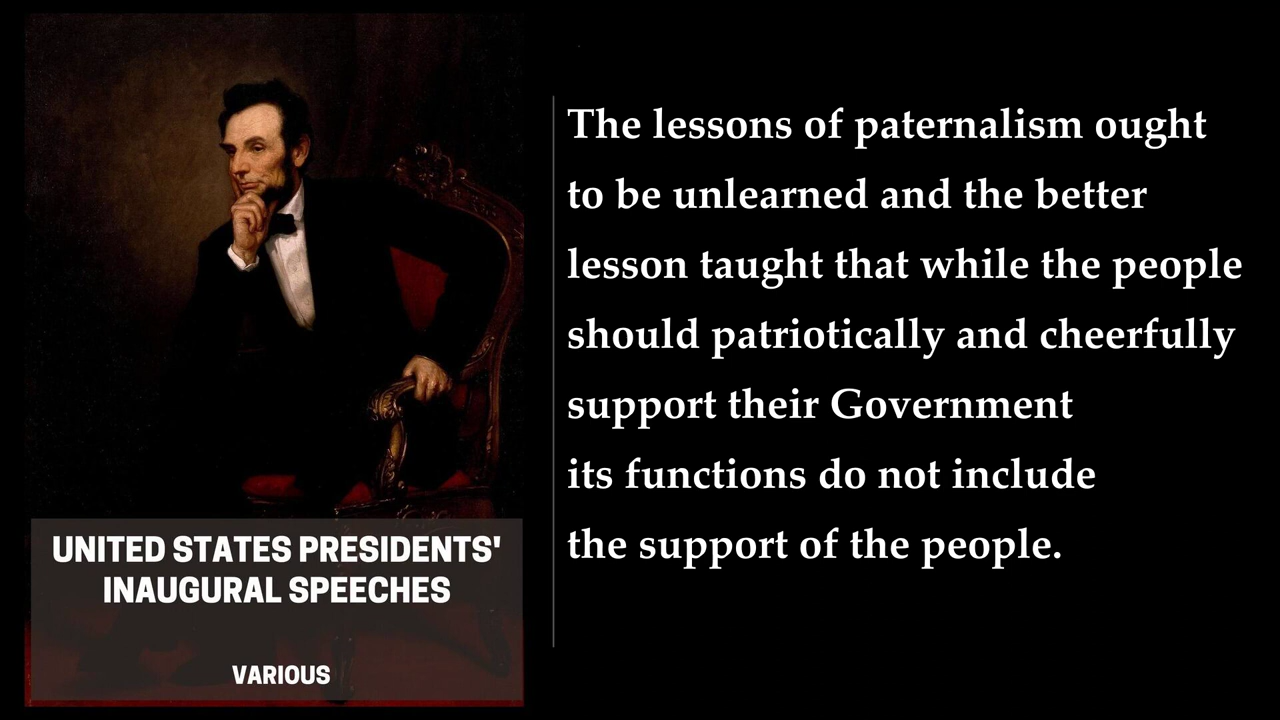 The lessons of paternalism ought
to be unlearned and the better
lesson taught that while the people
should patriotically and cheerfully
support their Government
its functions do not include
the support of the people.
UNITED STATES PRESIDENTS'
INAUGURAL SPEECHES
VARIOUS